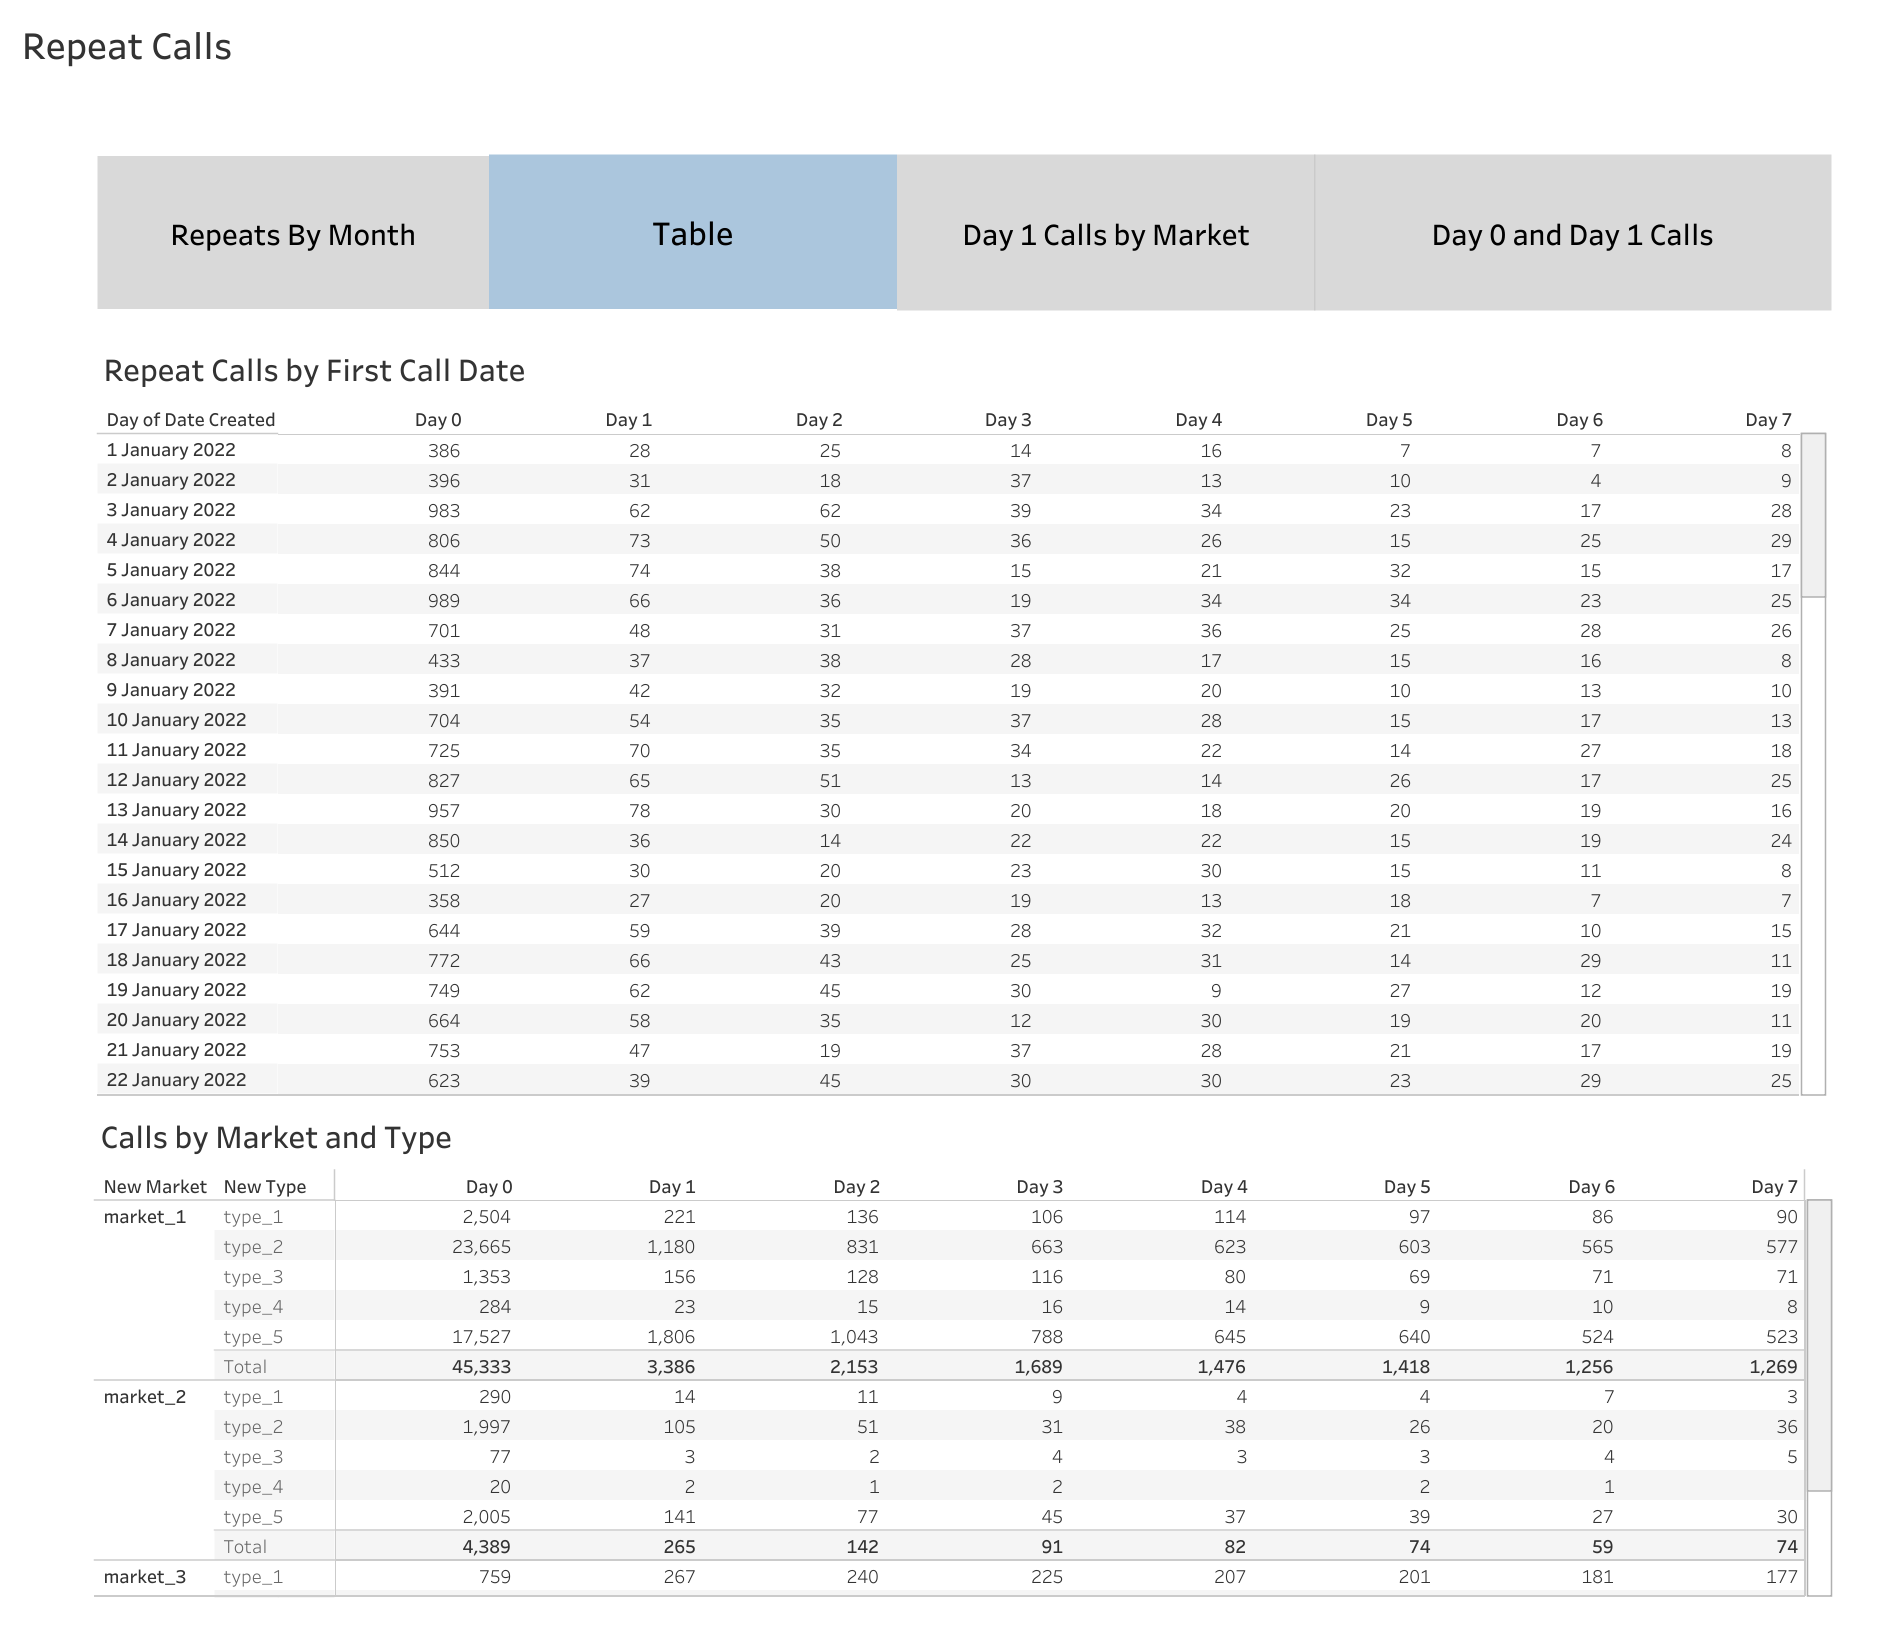 Repeat Calls
Repeats By Month Table Day 1 Calls by Market Day 0 and Day 1 Calls
Repeat Calls by First Call Date
Day of Date Created Day 0 Day 1 Day 2 Day 3 Day 4 Day 5 Day 6 Day 7
1 January 2022 386 28 25 14 16 7 7 8
2 January 2022 396 31 18 37 13 10 4 9
3 January 2022 983 62 62 39 34 23 17 28
4 January 2022 806 73 50 36 26 15 25 29
5 January 2022 844 74 38 15 21 32 15 17
6 January 2022 989 66 36 19 34 34 23 25
7 January 2022 701 48 31 37 36 25 28 26
8 January 2022 433 37 38 28 17 15 16 8
9 January 2022 391 42 32 19 20 10 13 10
10 January 2022 704 54 35 37 28 15 17 13
11 January 2022 725 70 35 34 22 14 27 18
12 January 2022 827 65 51 13 14 26 17 25
13 January 2022 957 78 30 20 18 20 19 16
14 January 2022 850 36 14 22 22 15 19 24
15 January 2022 512 30 20 23 30 15 11 8
16 January 2022 358 27 20 19 13 18 7 7
17 January 2022 644 59 39 28 32 21 10 15
18 January 2022 772 66 43 25 31 14 29 11
19 January 2022 749 62 45 30 9 27 12 19
20 January 2022 664 58 35 12 30 19 20 11
21 January 2022 753 47 19 37 28 21 17 19
22 January 2022 623 39 45 30 30 23 29 25
Calls by Market and Type
New Market New Type Day 0 Day 1 Day 2 Day 3 Day 4 Day 5 Day 6 Day 7
market_1 type_1 2,504 221 136 106 114 97 86 90
type_2 23,665 1,180 831 663 623 603 565 577
type_3 1,353 156 128 116 80 69 71 71
type_4 284 23 15 16 14 9 10 8
type_5 17,527 1,806 1,043 788 645 640 524 523
Total 45,333 3,386 2,153 1,689 1,476 1,418 1,256 1,269
market_2 type_1 290 14 11 9 4 4 7 3
type_2 1,997 105 51 31 38 26 20 36
type_3 77 3 2 4 3 3 4 5
type_4 20 2 1 2 2 1
type_5 2,005 141 77 45 37 39 27 30
Total 4,389 265 142 91 82 74 59 74
market_3 type_1 759 267 240 225 207 201 181 177